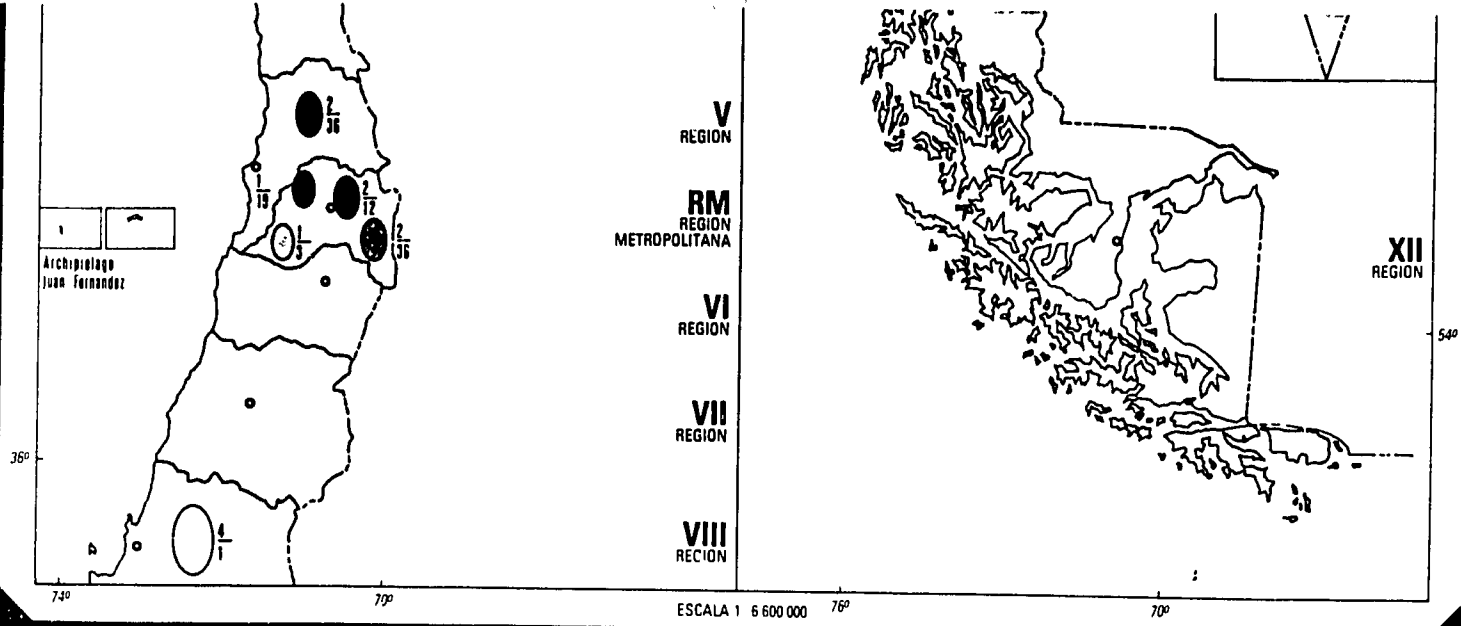 2
36
V
REGION
1
19
2
12
RM
REGION
METROPOLITANA
1
3
2
36
Archipielago
Juan Fernandez
XII
REGION
VI
REGION
54º
VII
REGION
36º
4
1
VIII
RECION
74º
70º
ESCALA 1 6 600 000
76º
70º